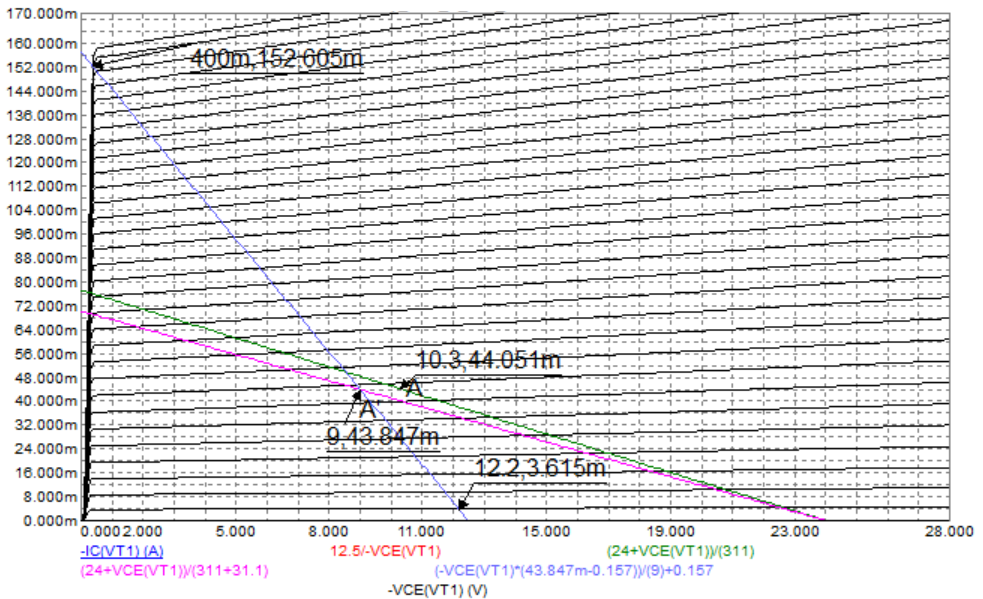 170.000m
160.000m
400m,152.605m
152.000m
144.000m
136.000m
128.000m
120.000m
112.000m
104.000m
96.000m
88.000m
80.000m
72.000m
64.000m
56.000m
10.3,44.051m
48.000m
A
40.000m
A'
32.000m
9,43.847m
24.000m
12.2,3.615m
16.000m
8.000m
0.000m
0.000 2.000 5.000 8.000 11.000 15.000 19.000 23.000 28.000
-IC(VT1) (A) 12.5/-VCE(VT1) (24+VCE(VT1))/(311)
(24+VCE(VT1))/(311+31.1) (-VCE(VT1)*(43.847m-0.157))/(9)+0.157
-VCE(VT1) (V)